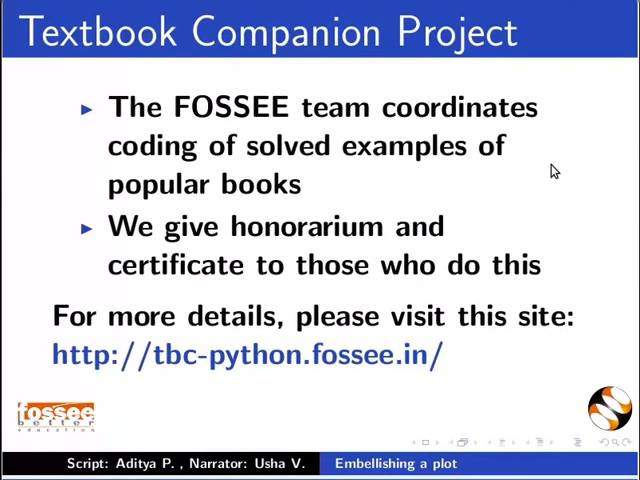 Textbook Companion Project
The FOSSEE team coordinates
coding of solved examples of
popular books
We give honorarium and
certificate to those who do this
For more details, please visit this site:
http://tbc-python.fossee.in/
fossee
better
education
Script: Aditya P. , Narrator: Usha V. Embellishing a plot